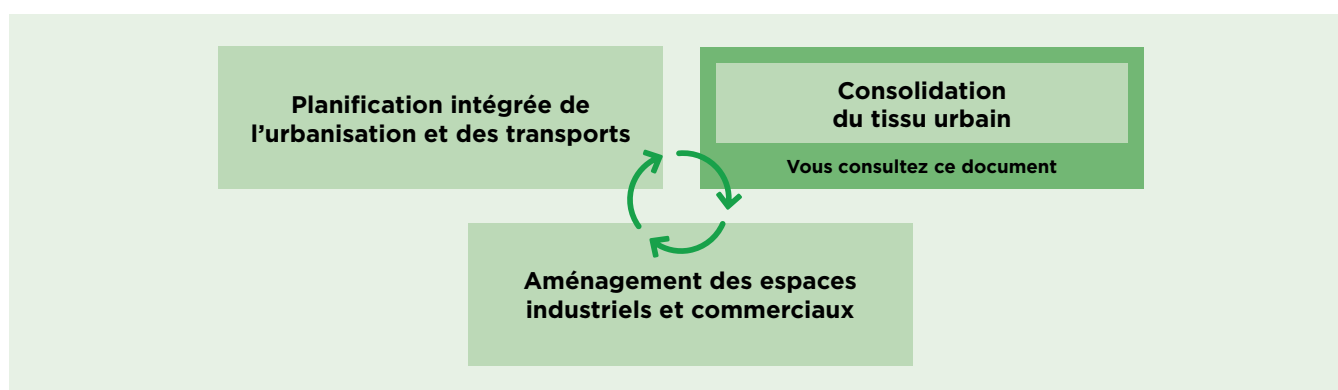 Planification intégrée de
l’urbanisation et des transports
Consolidation
du tissu urbain
Vous consultez ce document
Aménagement des espaces
industriels et commerciaux